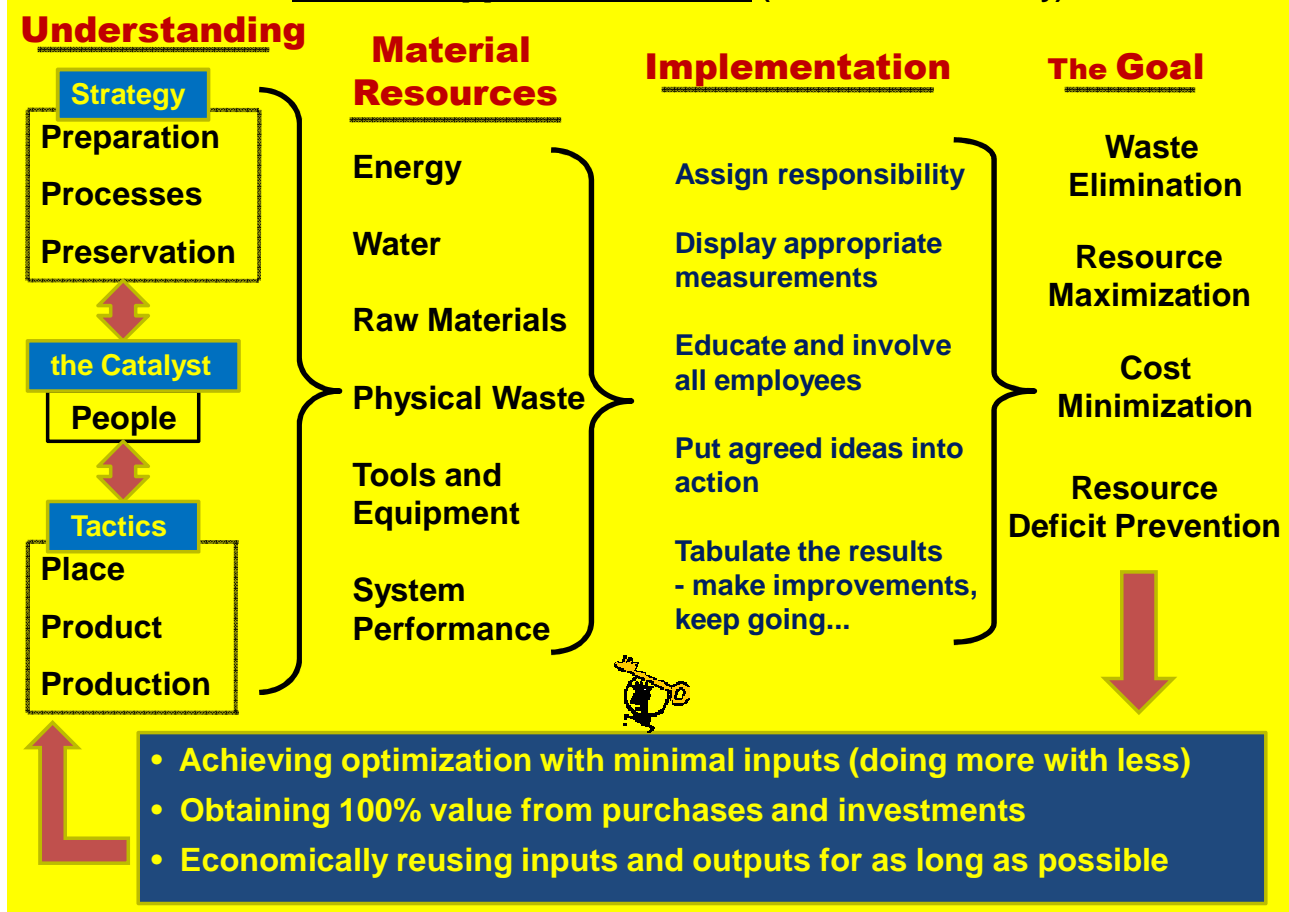 Understanding
Strategy
Preparation
Processes
Preservation
the Catalyst
People
Tactics
Place
Product
Production
Material
Resources
Energy
Water
Raw Materials
Physical Waste
Tools and
Equipment
System
Performance
Implementation
Assign responsibility
Display appropriate
measurements
Educate and involve
all employees
Put agreed ideas into
action
Tabulate the results
- make improvements,
keep going...
The Goal
Waste
Elimination
Resource
Maximization
Cost
Minimization
Resource
Deficit Prevention
• Achieving optimization with minimal inputs (doing more with less)
• Obtaining 100% value from purchases and investments
• Economically reusing inputs and outputs for as long as possible